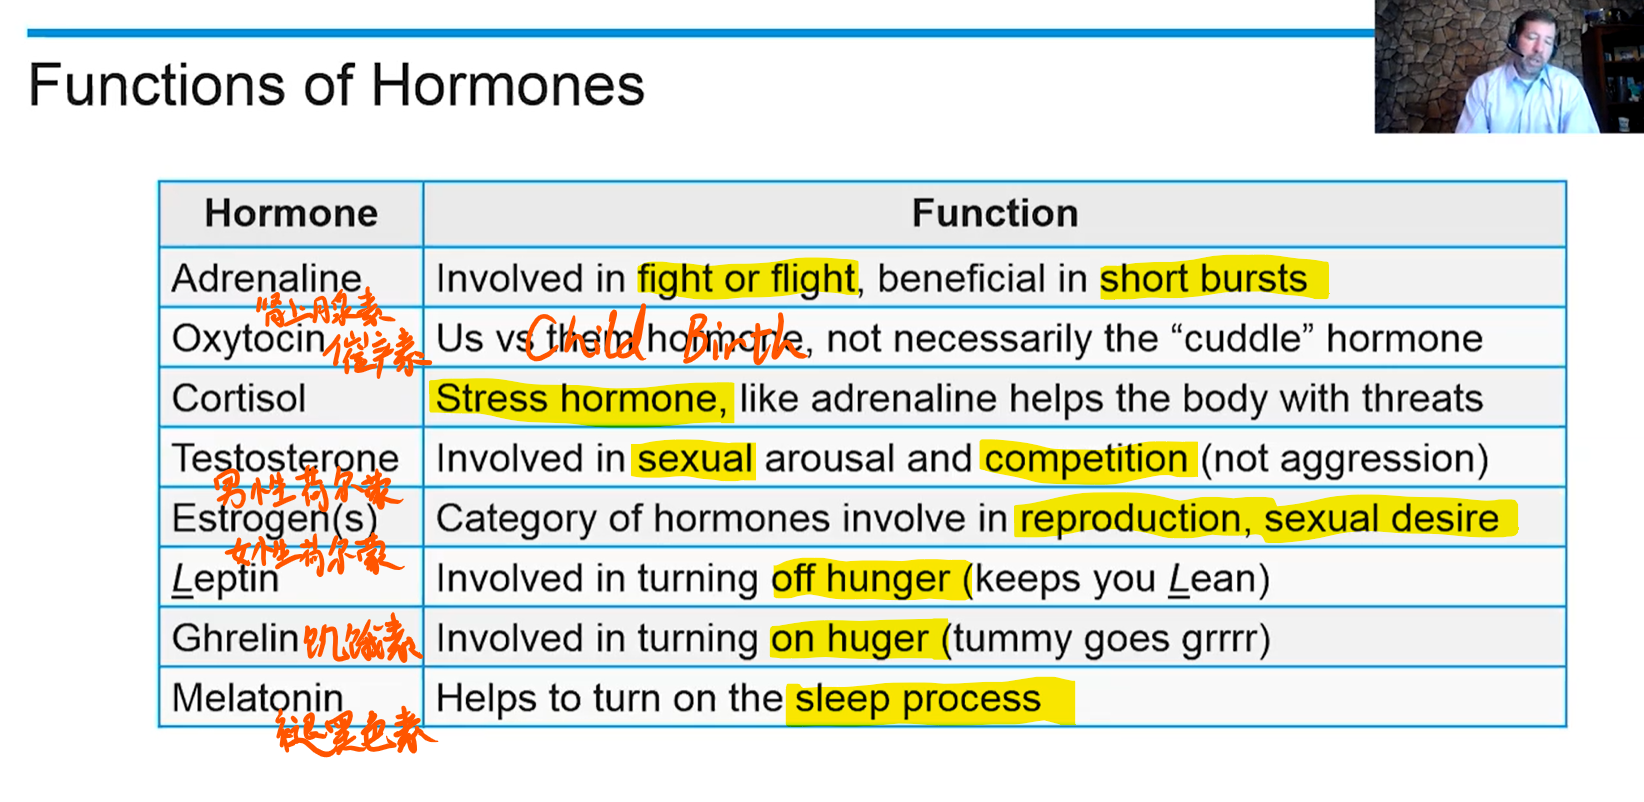 Functions of Hormones
Hormone Function
Adrenaline Involved in fight or flight, beneficial in short bursts
肾上腺素
Oxytocin Us vs them hormone, not necessarily the “cuddle” hormone
催产素 Child Birth
Cortisol Stress hormone, like adrenaline helps the body with threats
Testosterone Involved in sexual arousal and competition (not aggression)
男性荷尔蒙
Estrogen(s) Category of hormones involve in reproduction, sexual desire
女性荷尔蒙
Leptin Involved in turning off hunger (keeps you Lean)
Ghrelin 饥饿素 Involved in turning on huger (tummy goes grrrr)
Melatonin Helps to turn on the sleep process
褪黑色素